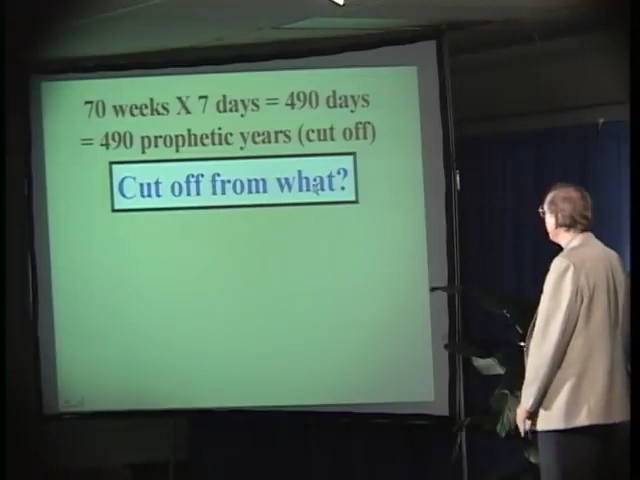 70 weeks X 7 days = 490 days
= 490 prophetic years (cut off)
Cut off from what?